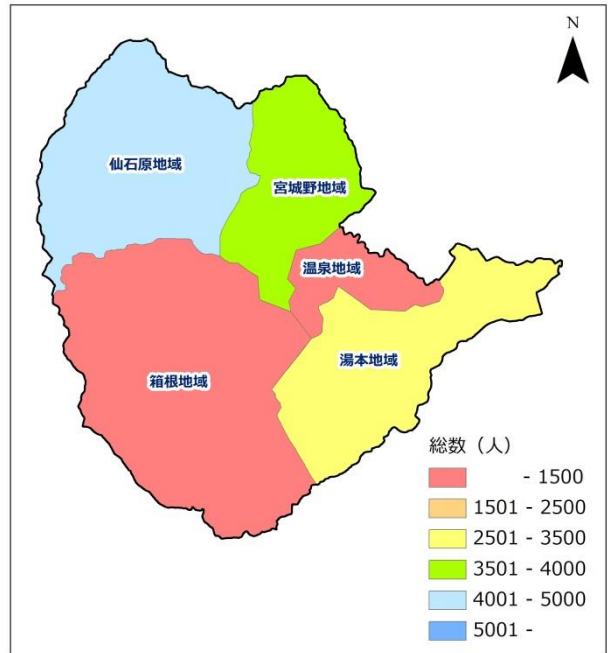 N
仙石原地域
宮城野地域
温泉地域
湯本地域
箱根地域
総数（人）
- 1500
1501 - 2500
2501 - 3500
3501 - 4000
4001 - 5000
5001 -